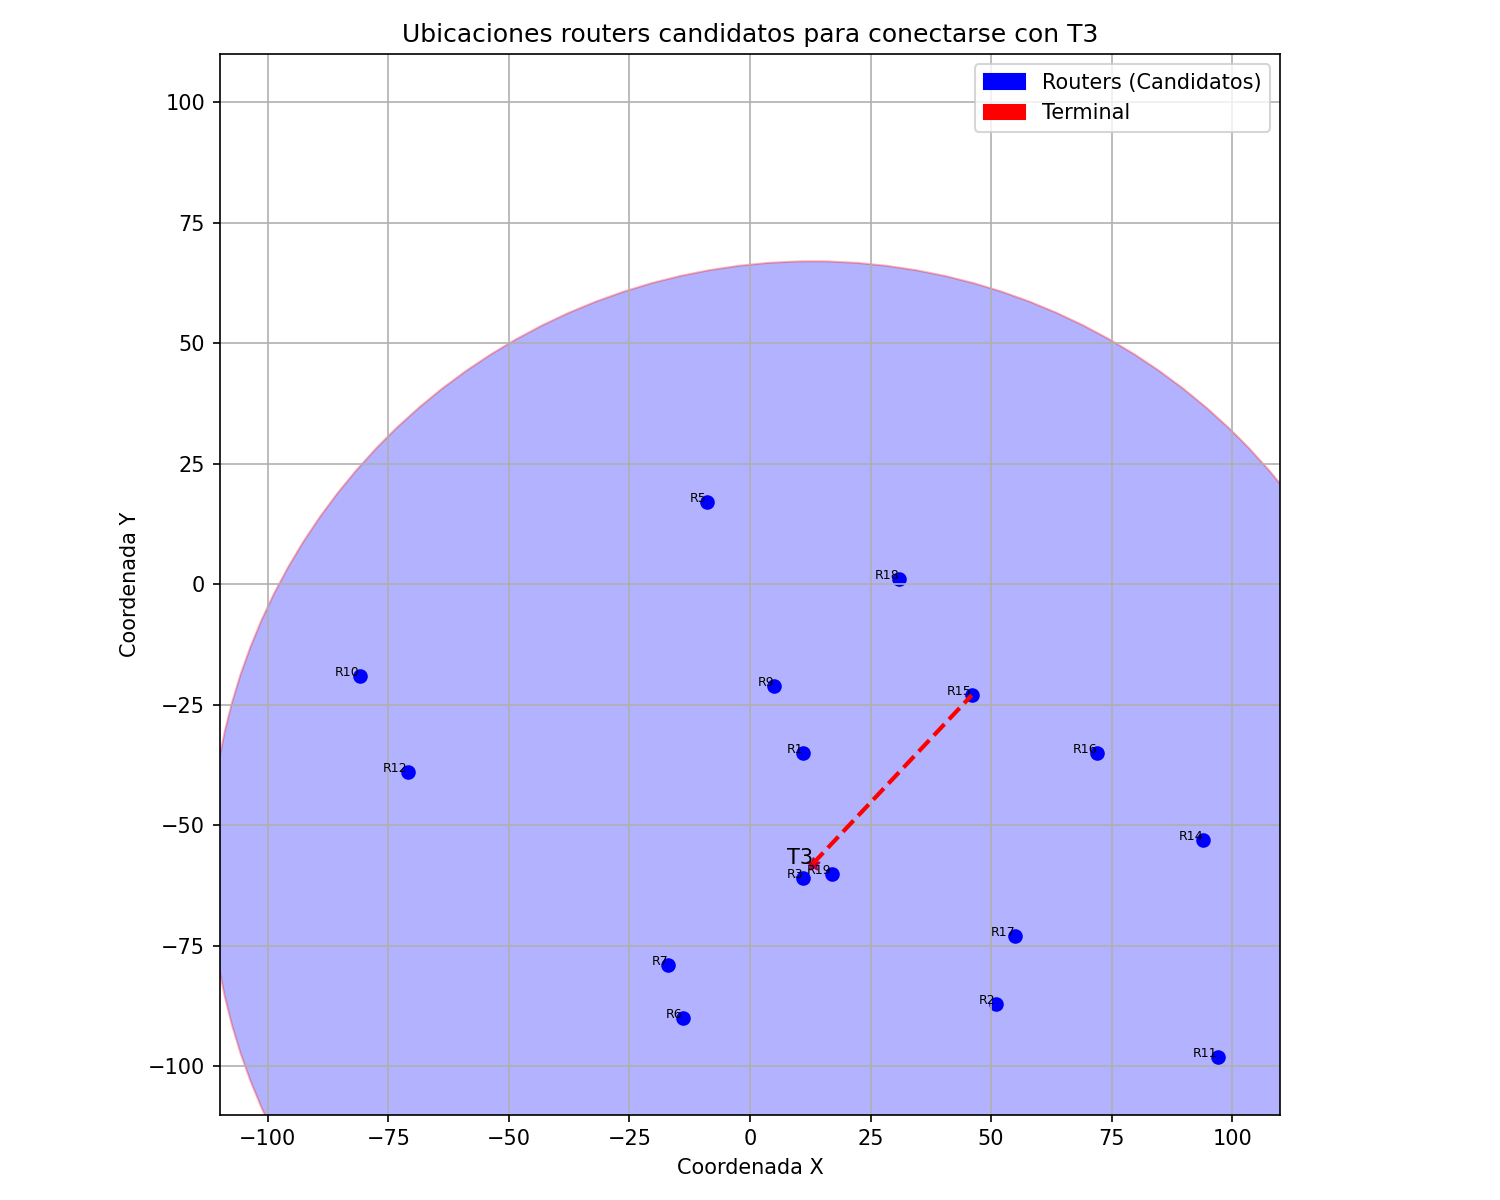 Ubicaciones routers candidatos para conectarse con T3
Routers (Candidatos)
Terminal
100
75
50
25
0
−25
−50
−75
−100
Coordenada Y
R5
R18
R10
R9
R15
R1
R16
R12
R14
T3
R19
R3
R17
R7
R2
R6
R11
−100
−75
−50
−25
0
25
50
75
100
Coordenada X